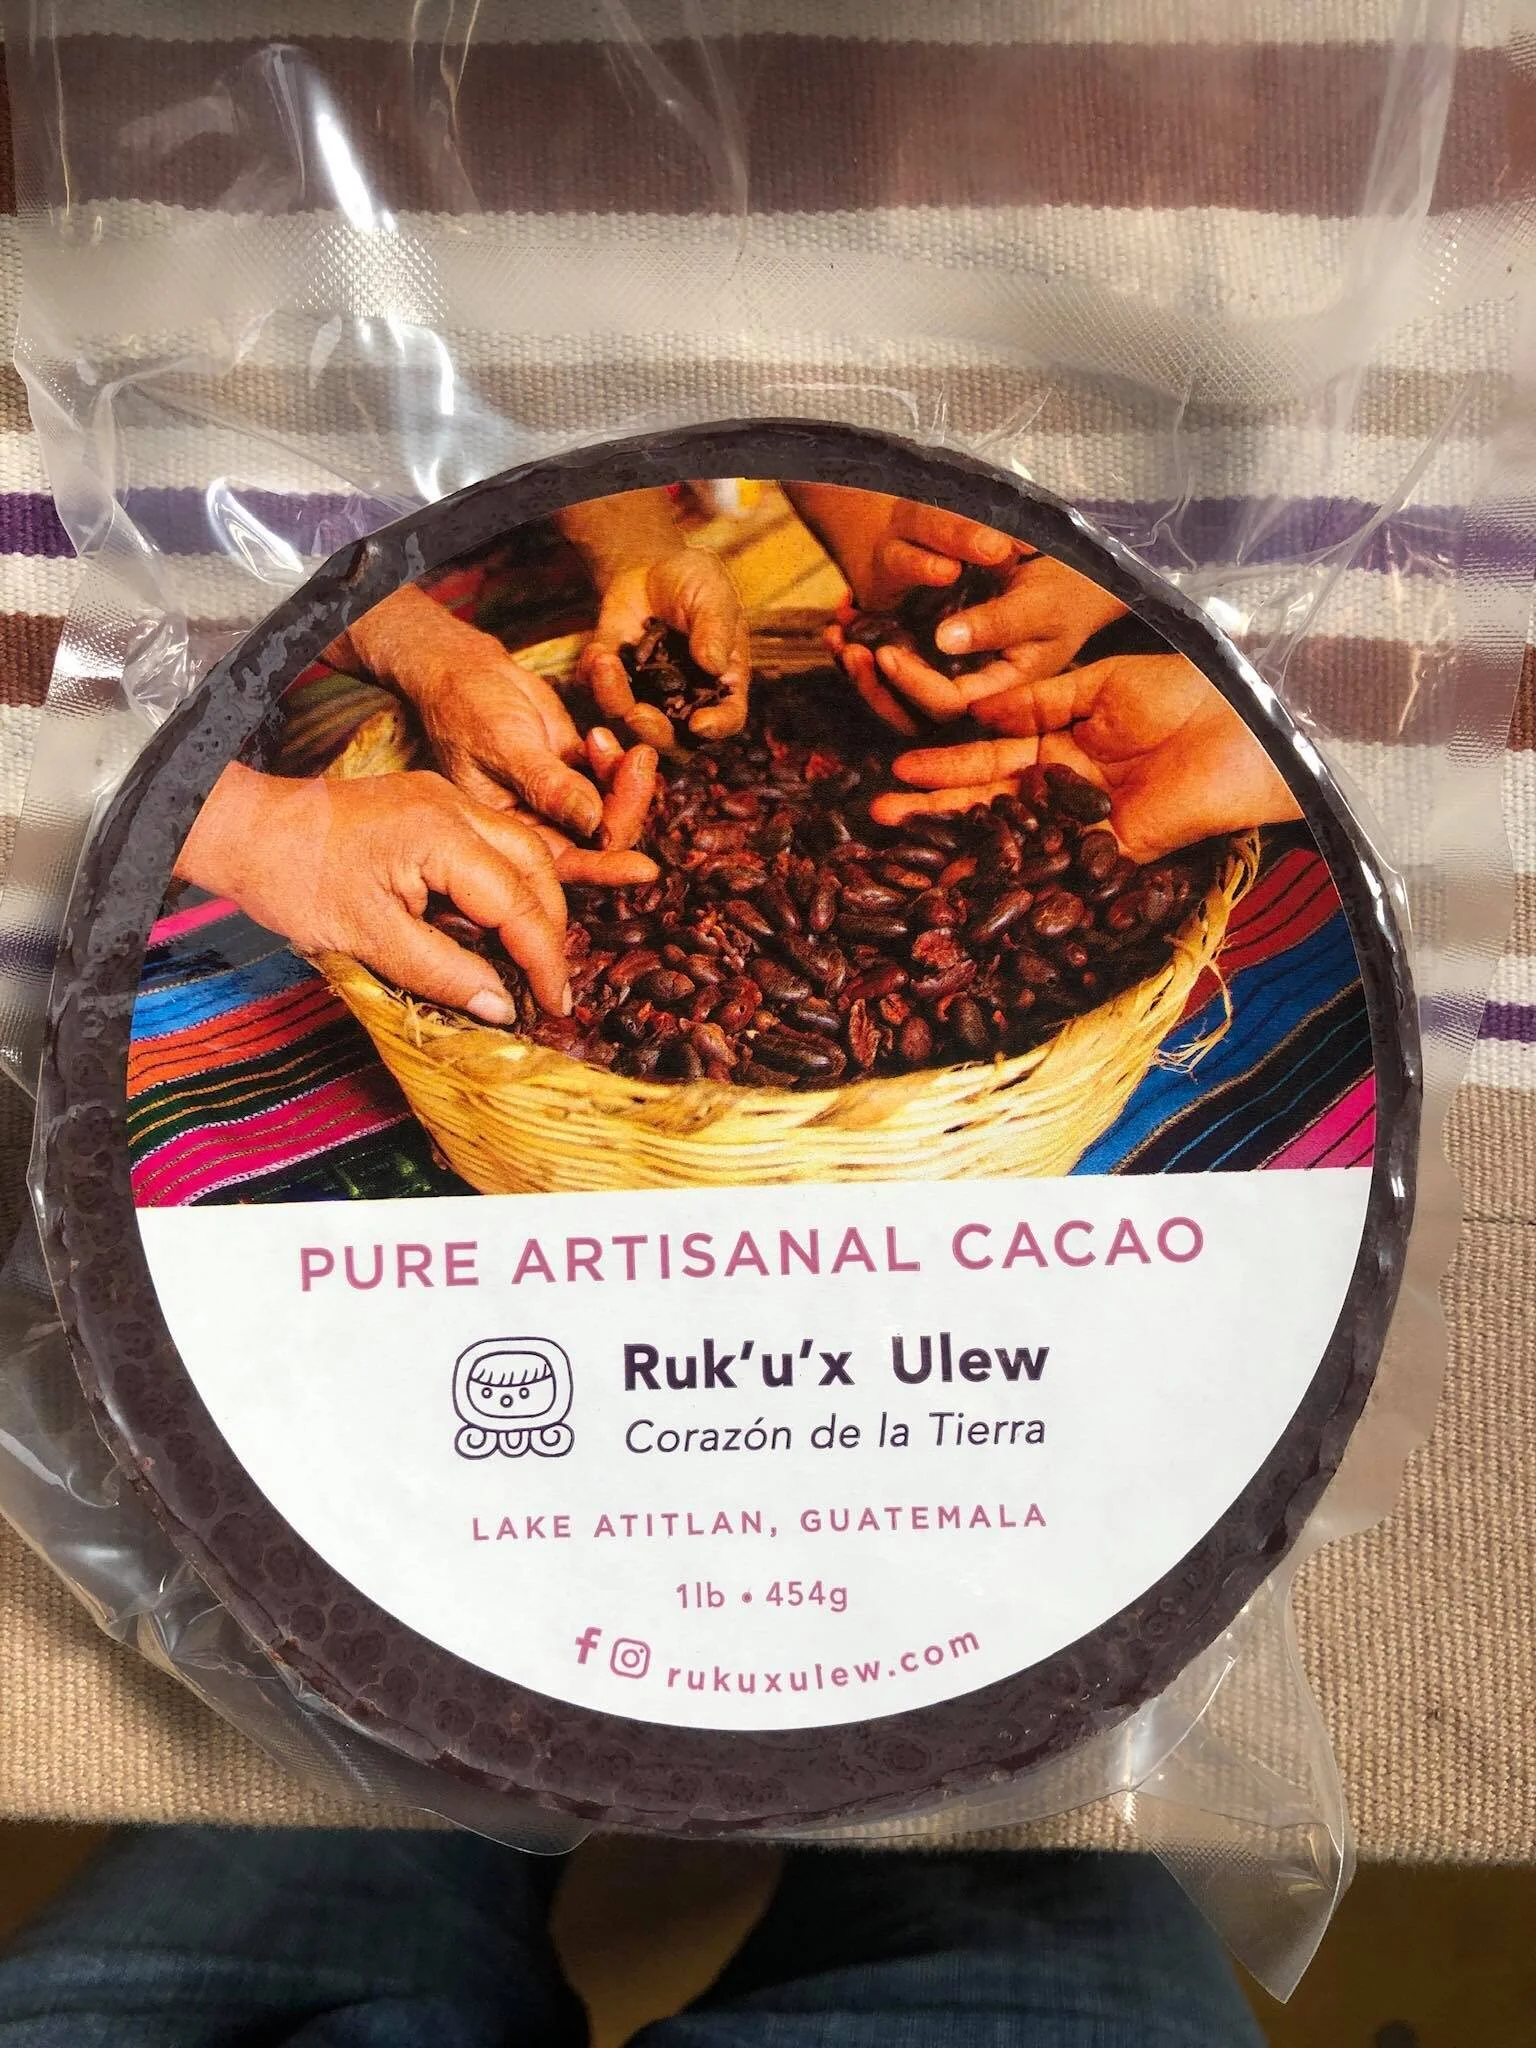 PURE ARTISANAL CACAO
Ruk'u'x Ulew
Corazón de la Tierra
LAKE ATITLAN, GUATEMALA
1lb • 454g
rukuxulew.com